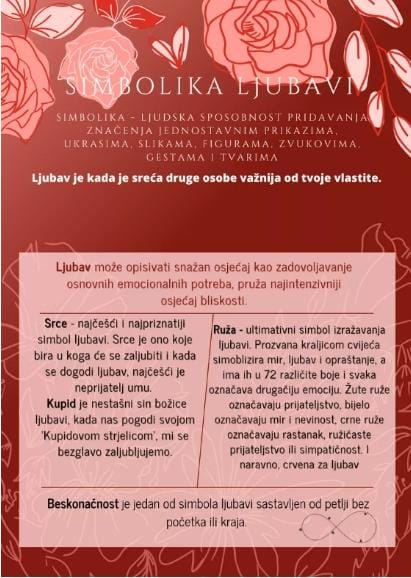 SIMBOLIKA LJUBAVI
SIMBOLIKA - LJUDSKA SPOSOBNOST PRIDAVANJA
ZNAČENJA JEDNOSTAVNIM PRIKAZIMA,
UKRASIMA, SLIKAMA, FIGURAMA, ZVUKOVIMA,
GESTAMA I TVARIMA
Ljubav je kada je sreća druge osobe važnija od tvoje vlastite.
Ljubav može opisivati snažan osjećaj kao zadovoljavanje
osnovnih emocionalnih potreba, pruža najintenzivniji
osjećaj bliskosti.
Srce - najčešći i najpriznatiji
simbol ljubavi. Srce je ono koje
bira u koga će se zaljubiti i kada
se dogodi ljubav, najčešći je
neprijatelj umu.
Kupid je nestašni sin božice
ljubavi, kada nas pogodi svojom
'Kupidovom strjelicom', mi se
bezglavo zaljubljujemo.
Ruža - ultimativni simbol izražavanja
ljubavi. Prozvana kraljicom cvijeća
simoblizira mir, ljubav i opraštanje, a
ima ih u 72 različite boje i svaka
označava drugačiju emociju. Žute ruže
označavaju prijateljstvo, bijelo
označavaju mir i nevinost, crne ruže
označavaju rastanak, ružičaste
prijateljstvo ili simpatičnost. I
naravno, crvena za ljubav
Beskonačnost je jedan od simbola ljubavi sastavljen od petlji bez
početka ili kraja.